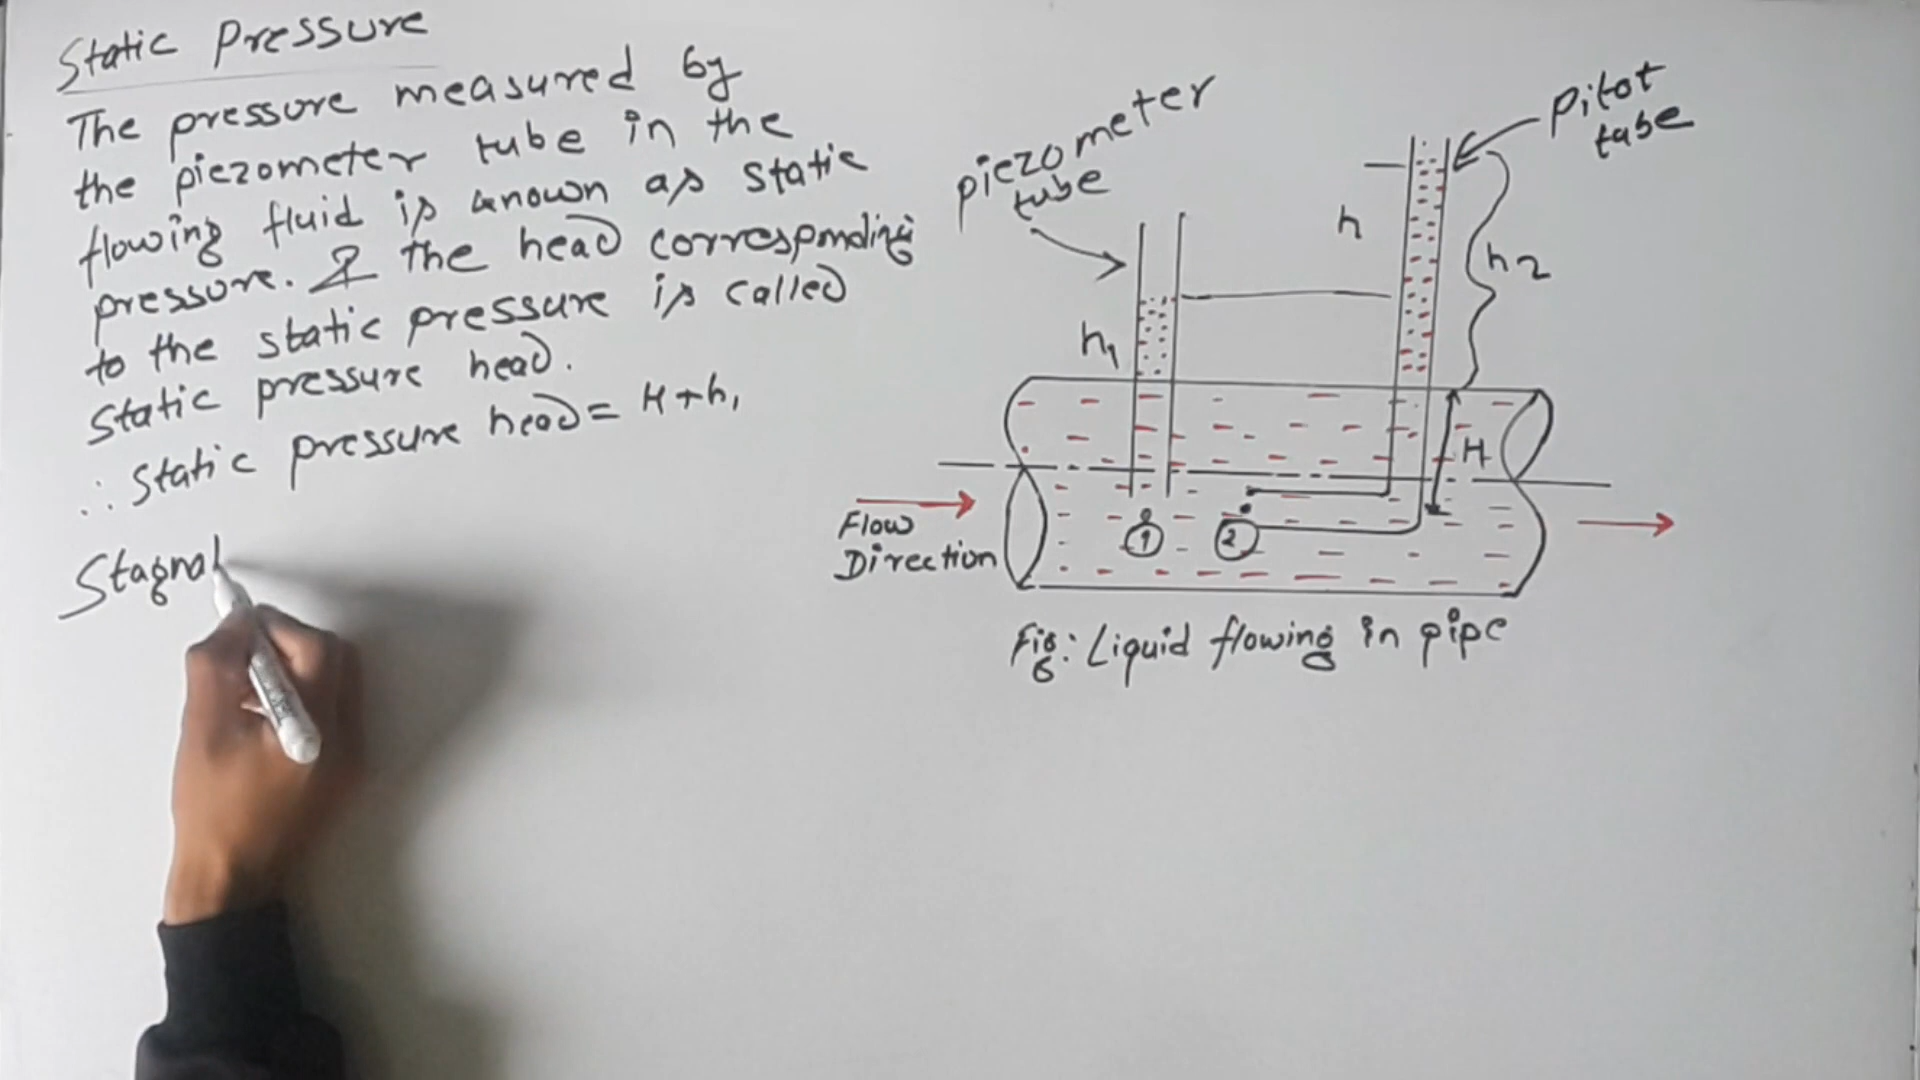 Static Pressure
The pressure measured by
the piezometer tube in the
flowing fluid is known as static
pressure. & the head corresponding
to the static pressure is called
static pressure head.
∴ static pressure head = H+h₁
Stagnat
piezometer
tube
pitot
tube
h
h₂
h₁
H
Flow
Direction
1
2
Fig: Liquid flowing in pipe